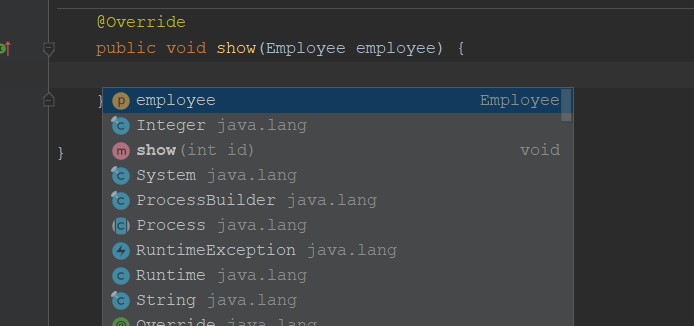 @Override
public void show(Employee employee) {
}
p employee Employee
C Integer java.lang
m show(int id) void
}
C System java.lang
C ProcessBuilder java.lang
C Process java.lang
RuntimeException java.lang
C Runtime java.lang
C String java.lang
@ Override java.lang